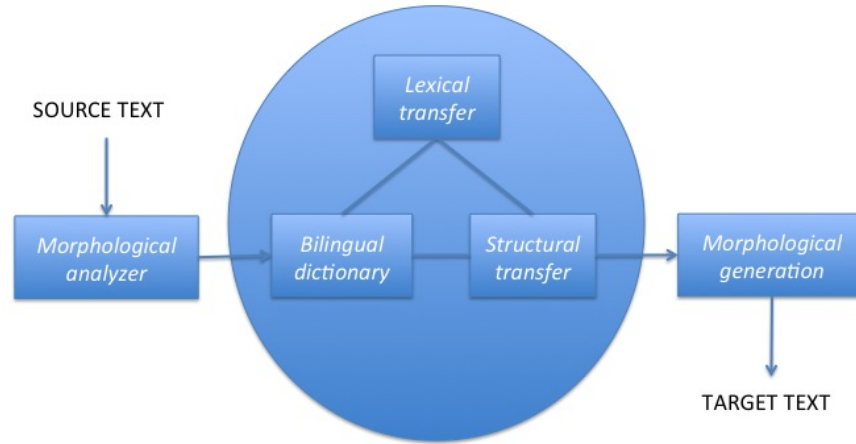 Lexical
transfer
SOURCE TEXT
Morphological
analyzer
Bilingual
dictionary
Structural
transfer
Morphological
generation
TARGET TEXT